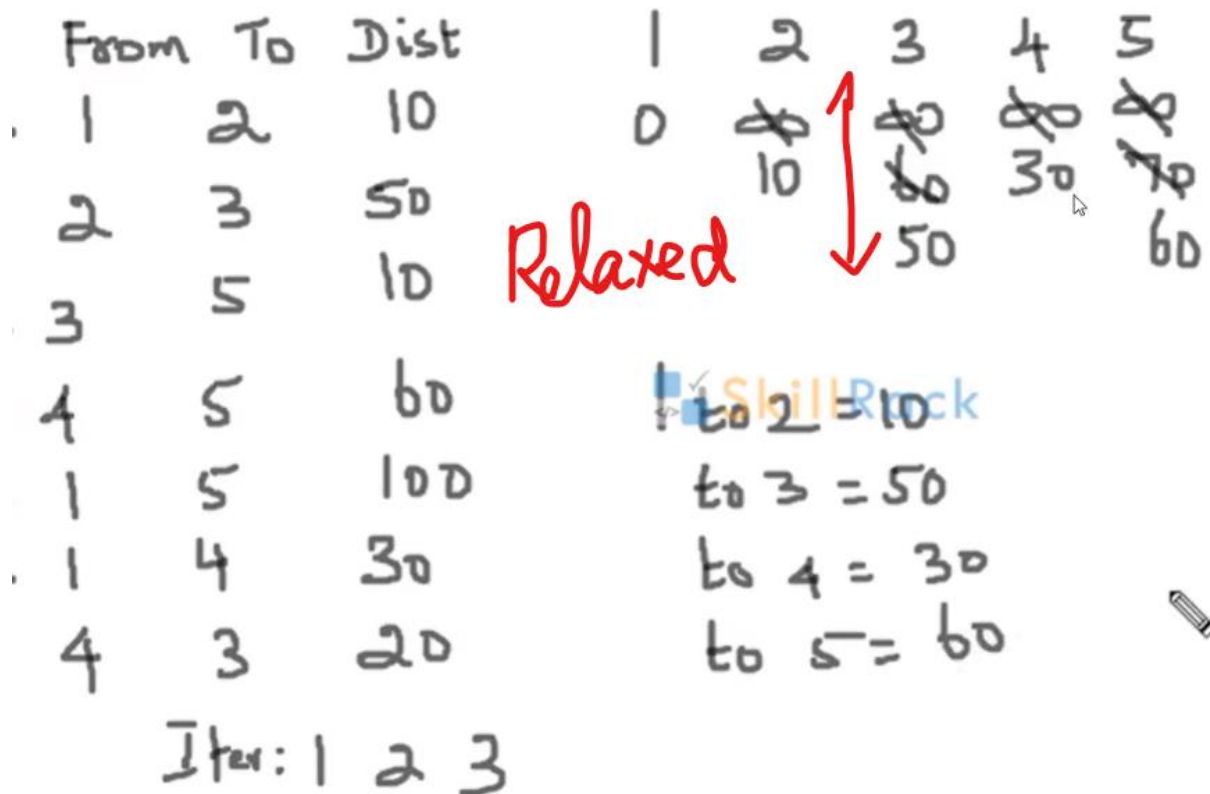 From To Dist
1 2 10
2 3 50
3 5 10
4 5 60
1 5 100
1 4 30
4 3 20
Iter: 1 2 3
1 2 3 4 5
0 ∞ ∞ ∞ ∞
10 60 30 70
50 60
Relaxed
SkillRack
1 to 2 = 10
to 3 = 50
to 4 = 30
to 5 = 60